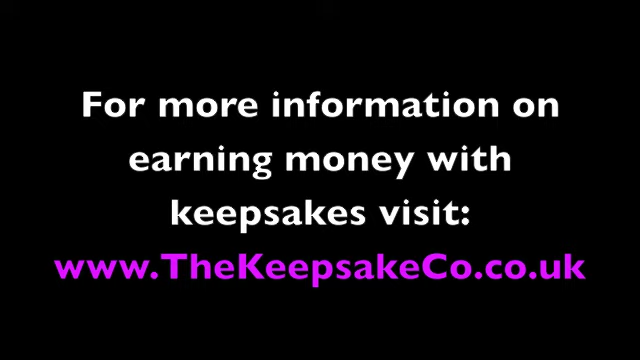 For more information on
earning money with
keepsakes visit:
www.TheKeepsakeCo.co.uk